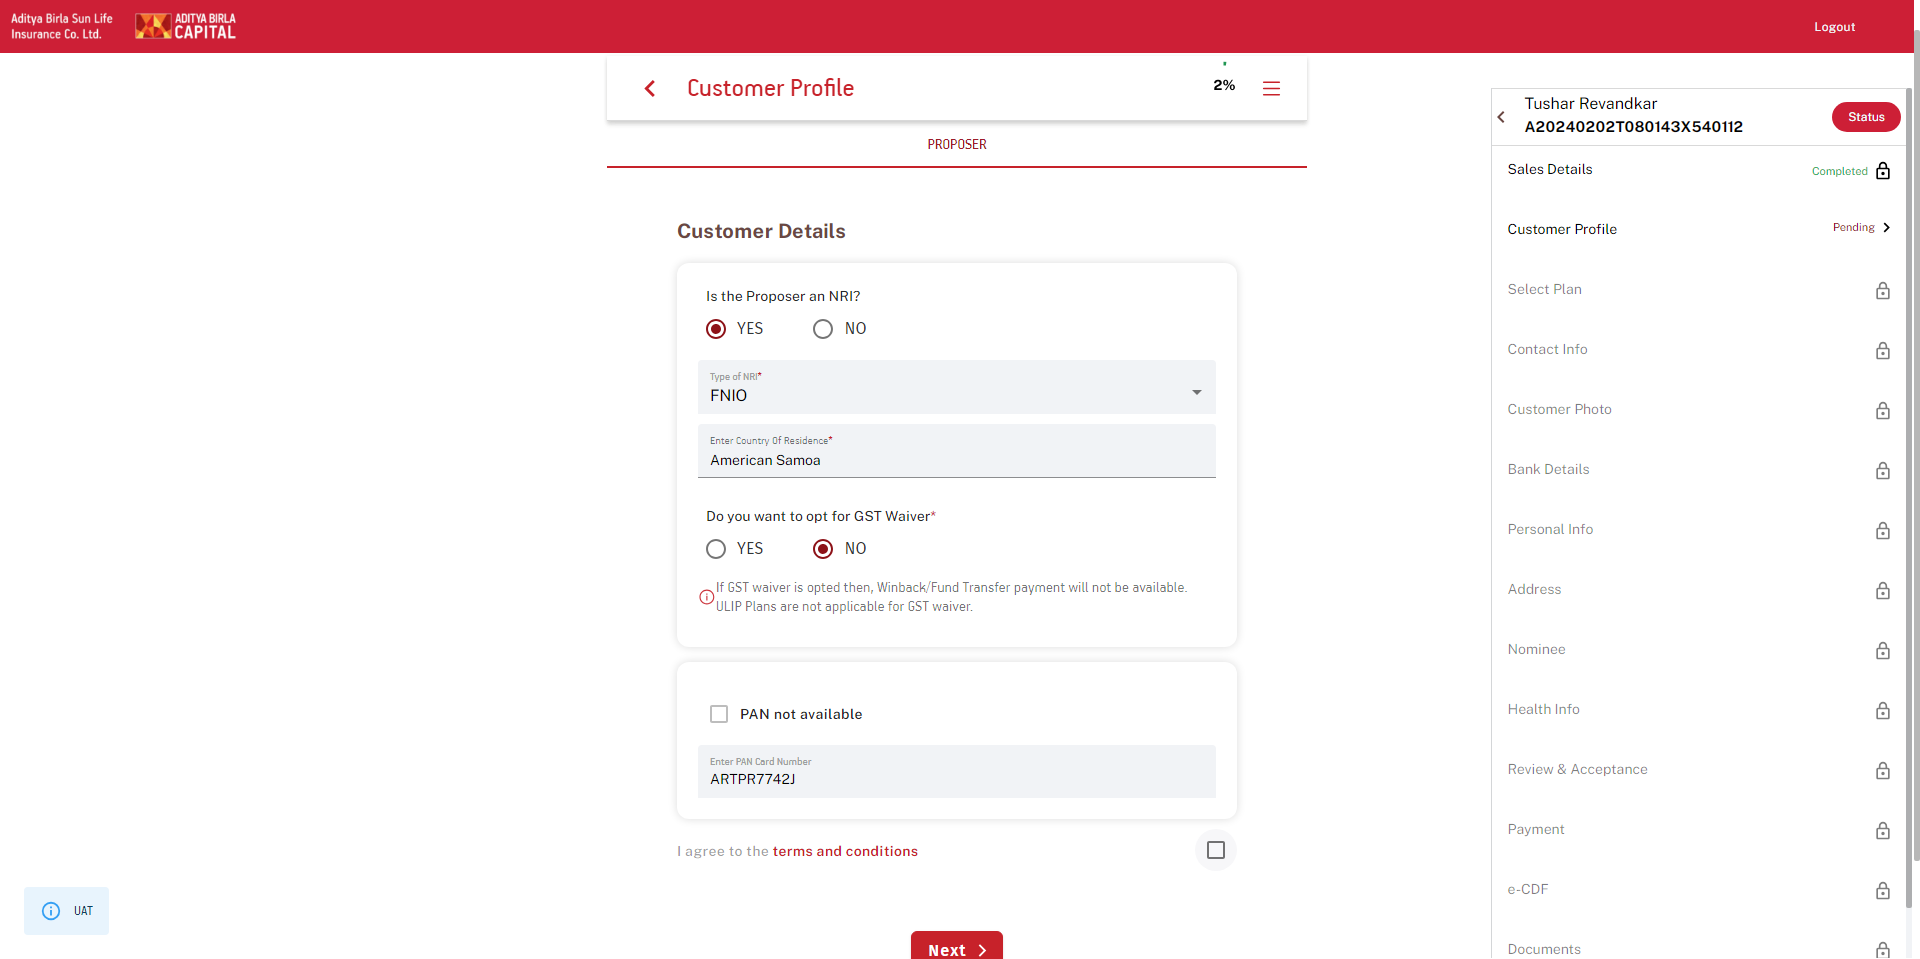 Aditya Birla Sun Life
Insurance Co. Ltd.
ADITYA BIRLA
CAPITAL
Logout
Customer Profile
2%
PROPOSER
Customer Details
Is the Proposer an NRI?
YES
NO
Type of NRI*
FNIO
Enter Country Of Residence*
American Samoa
Do you want to opt for GST Waiver*
YES
NO
If GST waiver is opted then, Winback/Fund Transfer payment will not be available.
ULIP Plans are not applicable for GST waiver.
PAN not available
Enter PAN Card Number
ARTPR7742J
I agree to the terms and conditions
Next
UAT
Tushar Revandkar
A20240202T080143X540112
Status
Sales Details
Completed
Customer Profile
Pending
Select Plan
Contact Info
Customer Photo
Bank Details
Personal Info
Address
Nominee
Health Info
Review & Acceptance
Payment
e-CDF
Documents